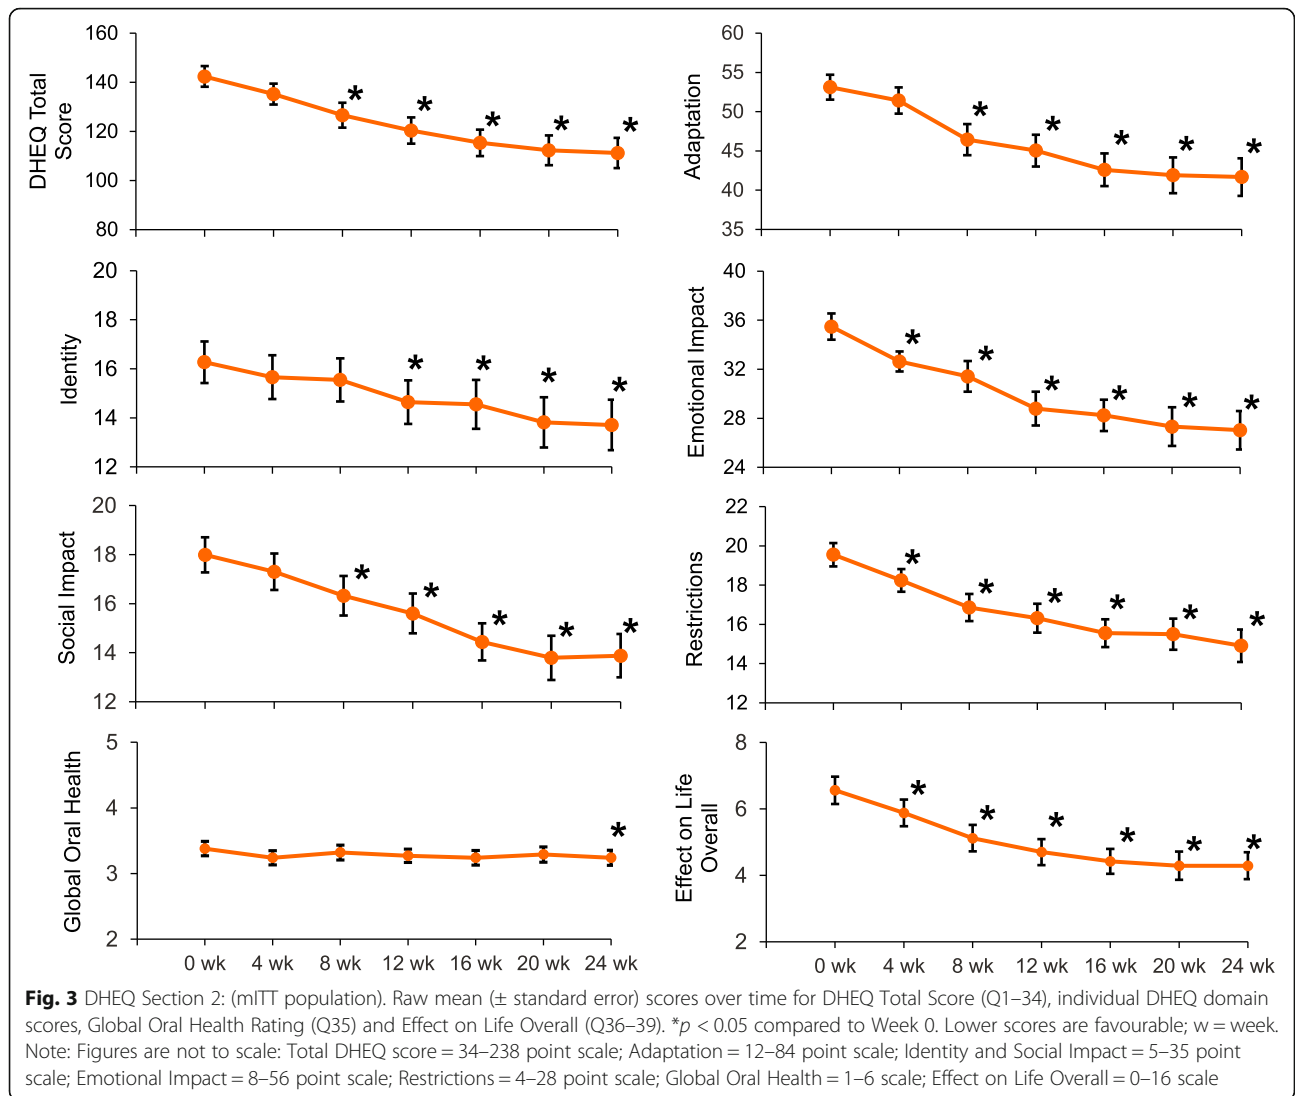 DHEQ Total
Score
160
140
120
100
80
* * * * *
Adaptation
60
55
50
45
40
35
* * * * *
Identity
20
18
16
14
12
* * * *
Emotional Impact
40
36
32
28
24
* * * * * *
Social Impact
20
18
16
14
12
* * * * *
Restrictions
22
20
18
16
14
12
* * * * * *
Global Oral Health
5
4
3
2
*
0 wk 4 wk 8 wk 12 wk 16 wk 20 wk 24 wk
Effect on Life
Overall
8
6
4
2
* * * * * *
0 wk 4 wk 8 wk 12 wk 16 wk 20 wk 24 wk
Fig. 3 DHEQ Section 2: (mITT population). Raw mean (± standard error) scores over time for DHEQ Total Score (Q1–34), individual DHEQ domain
scores, Global Oral Health Rating (Q35) and Effect on Life Overall (Q36–39). *p < 0.05 compared to Week 0. Lower scores are favourable; w = week.
Note: Figures are not to scale: Total DHEQ score = 34–238 point scale; Adaptation = 12–84 point scale; Identity and Social Impact = 5–35 point
scale; Emotional Impact = 8–56 point scale; Restrictions = 4–28 point scale; Global Oral Health = 1–6 scale; Effect on Life Overall = 0–16 scale